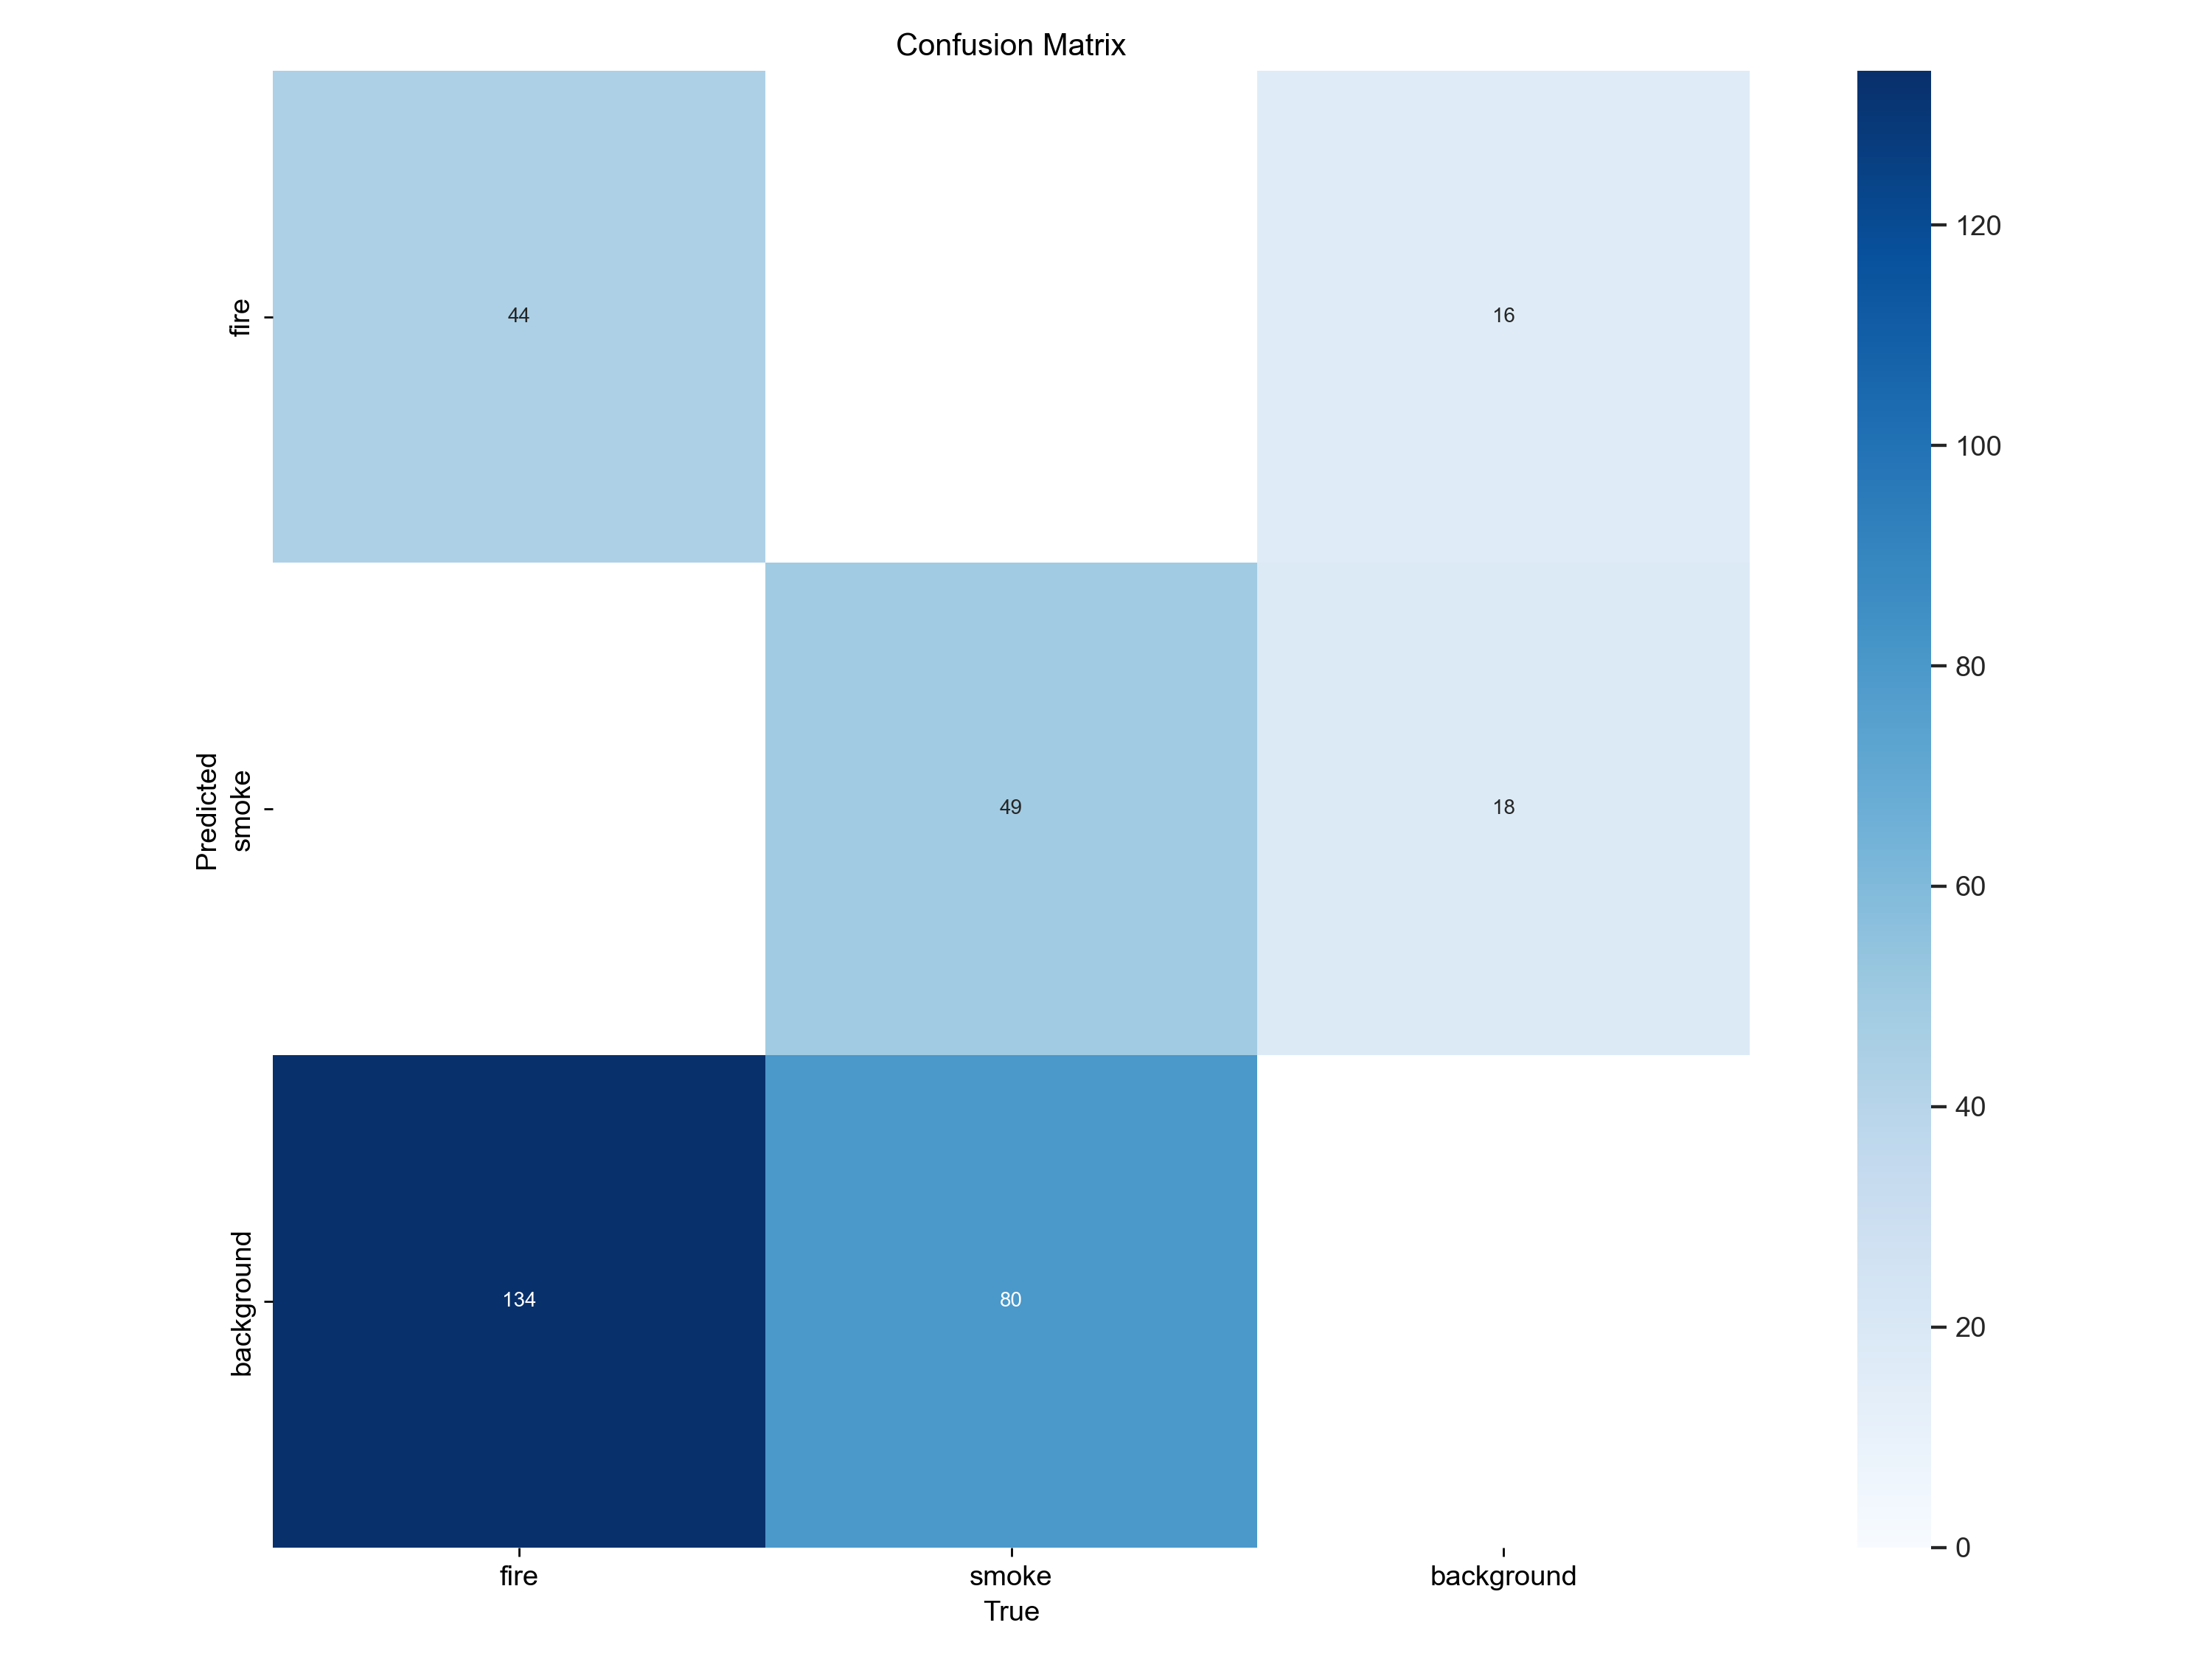 Confusion Matrix
Predicted
fire
44
16
smoke
49
18
background
134
80
fire
smoke
background
True
120
100
80
60
40
20
0